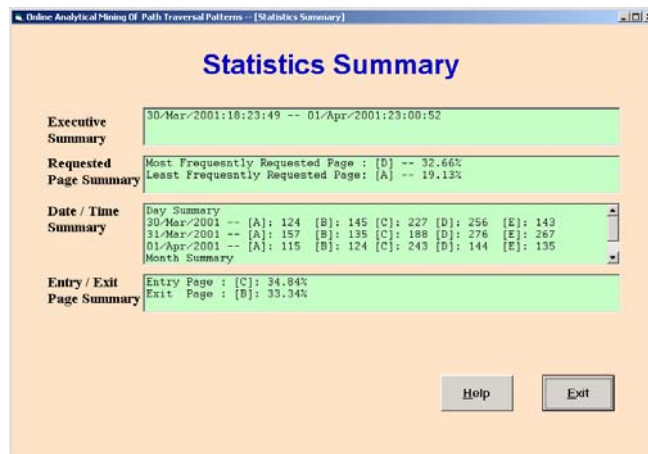 Online Analytical Mining Of Path Traversal Patterns -- [Statistics Summary]
Statistics Summary
Executive Summary
30/Mar/2001:18:23:49 -- 01/Apr/2001:23:00:52
Requested Page Summary
Most Frequesntly Requested Page : [D] -- 32.66%
Least Frequesntly Requested Page: [A] -- 19.13%
Date / Time Summary
Day Summary
30/Mar/2001 -- [A]: 124 [B]: 145 [C]: 227 [D]: 256 [E]: 143
31/Mar/2001 -- [A]: 157 [B]: 135 [C]: 188 [D]: 276 [E]: 267
01/Apr/2001 -- [A]: 115 [B]: 124 [C]: 243 [D]: 144 [E]: 135
Month Summary
Entry / Exit Page Summary
Entry Page : [C]: 34.84%
Exit Page : [B]: 33.34%
Help
Exit